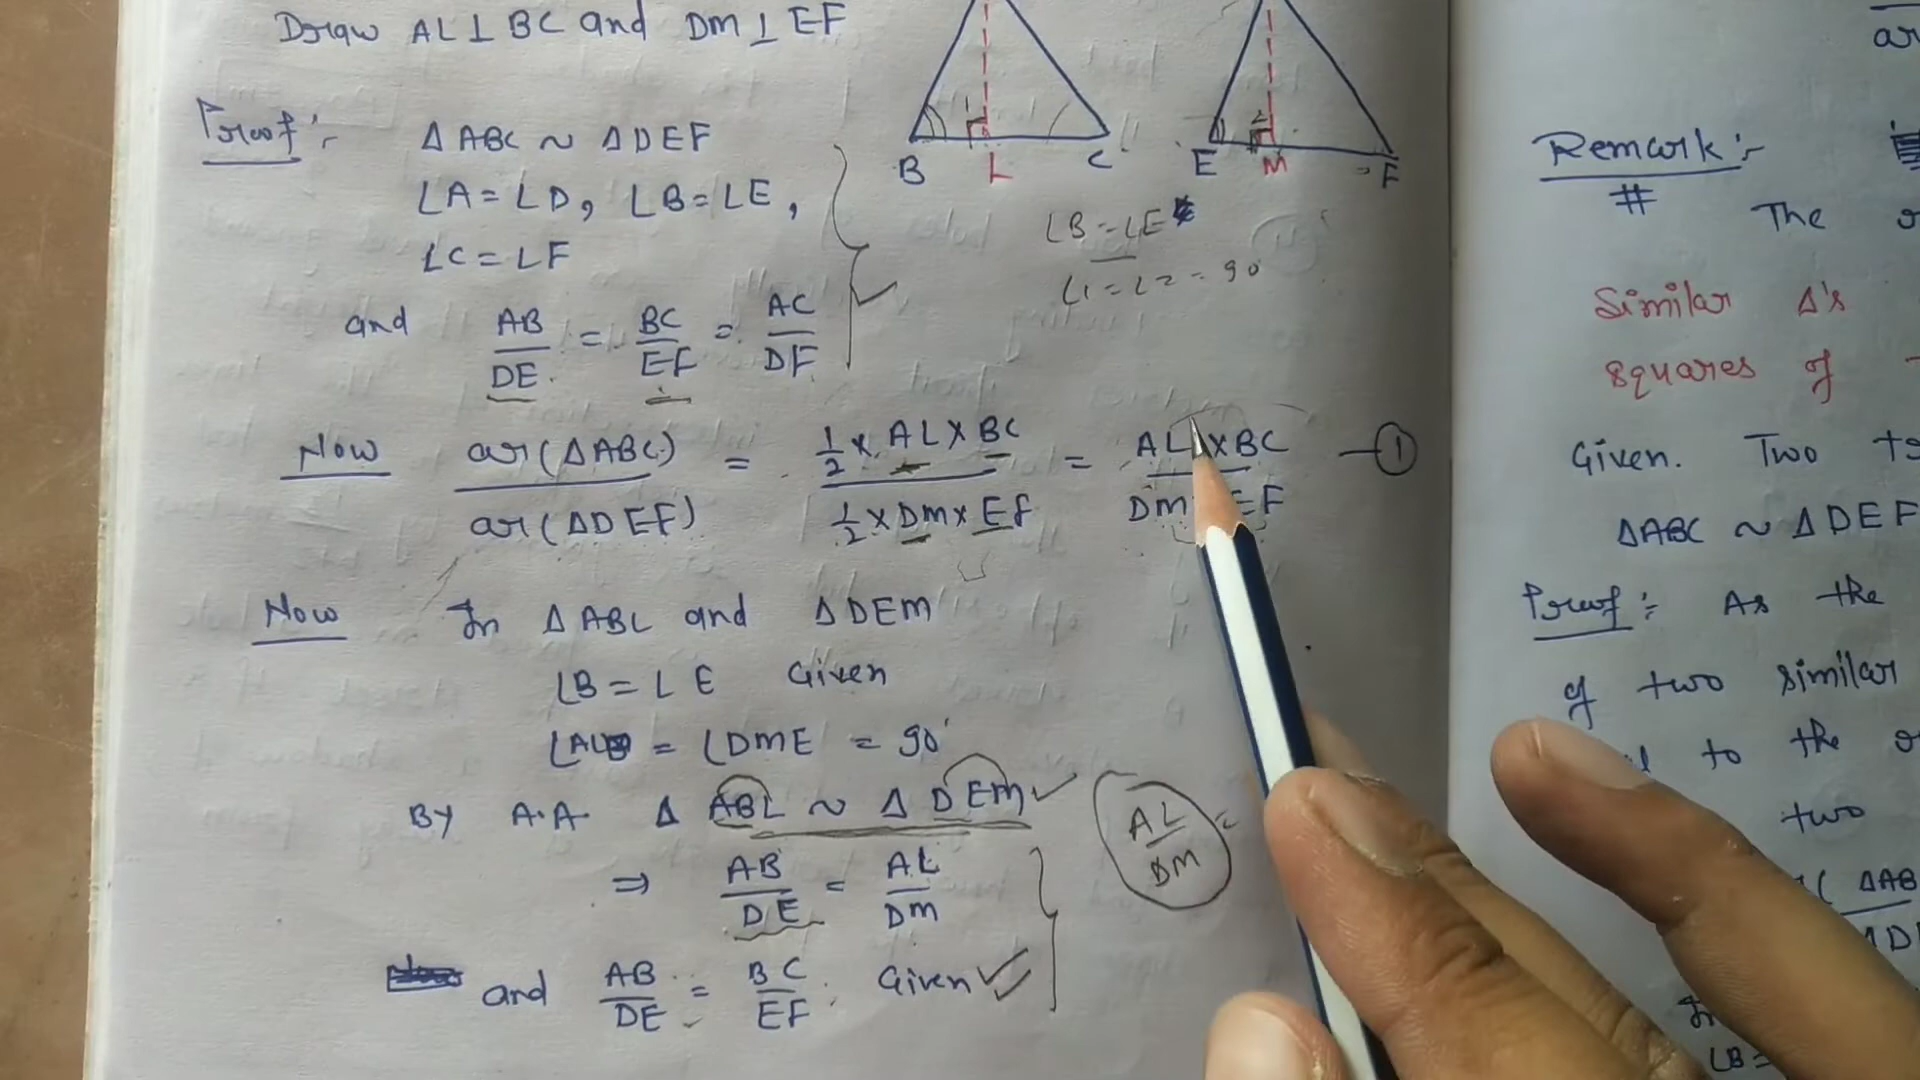 Draw AL⊥BC and DM⊥EF
Proof:- ΔABC ~ ΔDEF
∠A=∠D, ∠B=∠E,
∠C=∠F
and AB/DE = BC/EF = AC/DF
B L C E M F
1 2
∠B=∠E
∠1=∠2=90
Now ar(ΔABC)/ar(ΔDEF) = ½×AL×BC / ½×DM×EF = AL×BC / DM EF —①
Now In ΔABL and ΔDEM
∠B=∠E Given
= ∠DME = 90°
By A.A. ΔABL ~ ΔDEM
⇒ AB/DE = AL/DM
AL/DM =
and AB/DE = BC/EF Given
ar
Remark:-
# The
Similar Δ's
squares of
Given. Two
ΔABC ~ ΔDEF
Proof:- As the
of two similar
to the
two
∠B=